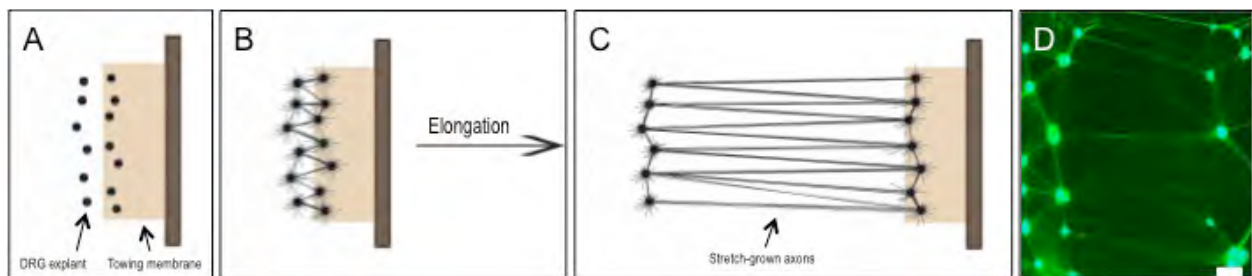 A
B
C
D
Elongation
DRG explant
Towing membrane
Stretch-grown axons